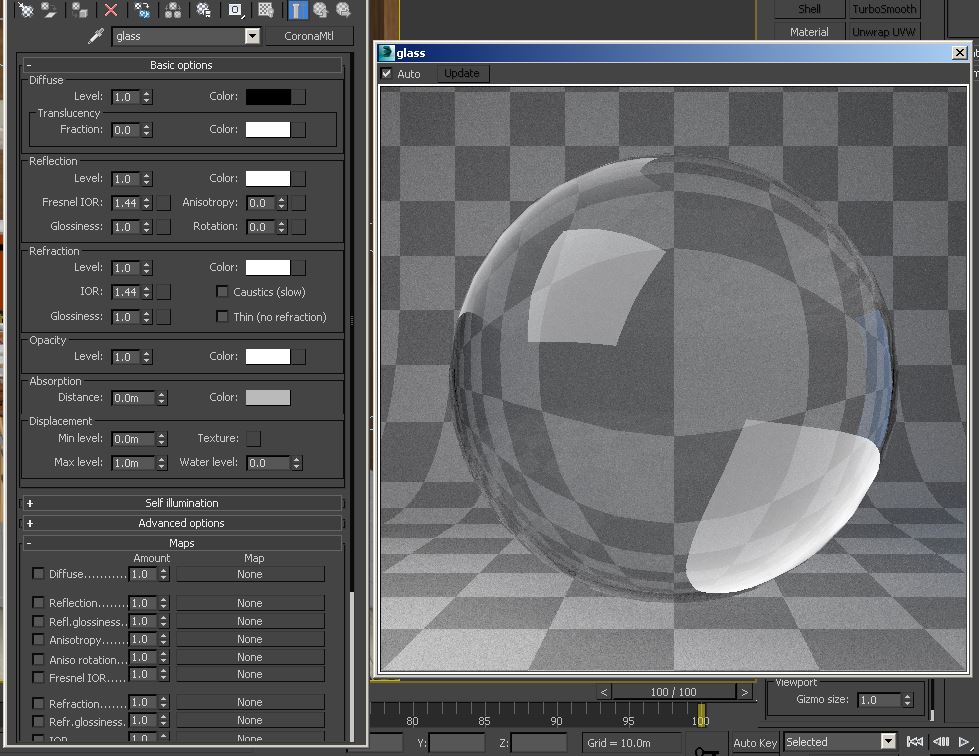 Shell
TurboSmooth
Material
Unwrap UVW
glass
CoronaMtl
- Basic options
Diffuse
Level: 1.0 Color:
Translucency
Fraction: 0.0 Color:
Reflection
Level: 1.0 Color:
Fresnel IOR: 1.44 Anisotropy: 0.0
Glossiness: 1.0 Rotation: 0.0
Refraction
Level: 1.0 Color:
IOR: 1.44 Caustics (slow)
Glossiness: 1.0 Thin (no refraction)
Opacity
Level: 1.0 Color:
Absorption
Distance: 0.0m Color:
Displacement
Min level: 0.0m Texture:
Max level: 1.0m Water level: 0.0
+ Self illumination
+ Advanced options
- Maps
Amount Map
Diffuse.......... 1.0 None
Reflection....... 1.0 None
Refl.glossiness.. 1.0 None
Anisotropy....... 1.0 None
Aniso rotation... 1.0 None
Fresnel IOR..... 1.0 None
Refraction....... 1.0 None
Refr.glossiness. 1.0 None
IOR 1.0 None
glass
Auto Update
< 100 / 100 >
80 85 90 95 100
Viewport
Gizmo size: 1.0
Y: Z: Grid = 10.0m
Auto Key Selected